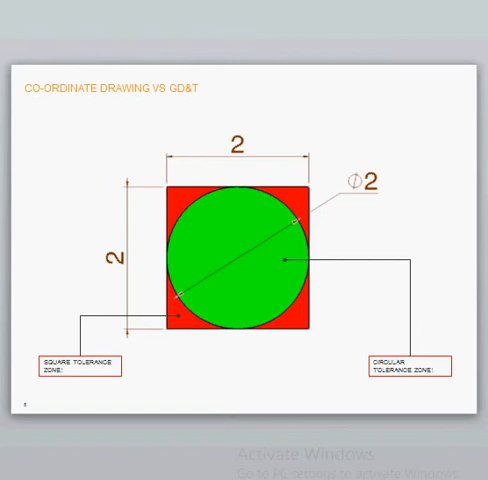 CO-ORDINATE DRAWING VS GD&T
2
∅2
2
SQUARE TOLERANCE
ZONE!
CIRCULAR
TOLERANCE ZONE!
Activate Windows
Go to PC settings to activate Windows.